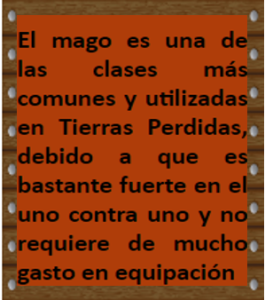 El mago es una de
las clases más
comunes y utilizadas
en Tierras Perdidas,
debido a que es
bastante fuerte en el
uno contra uno y no
requiere de mucho
gasto en equipación